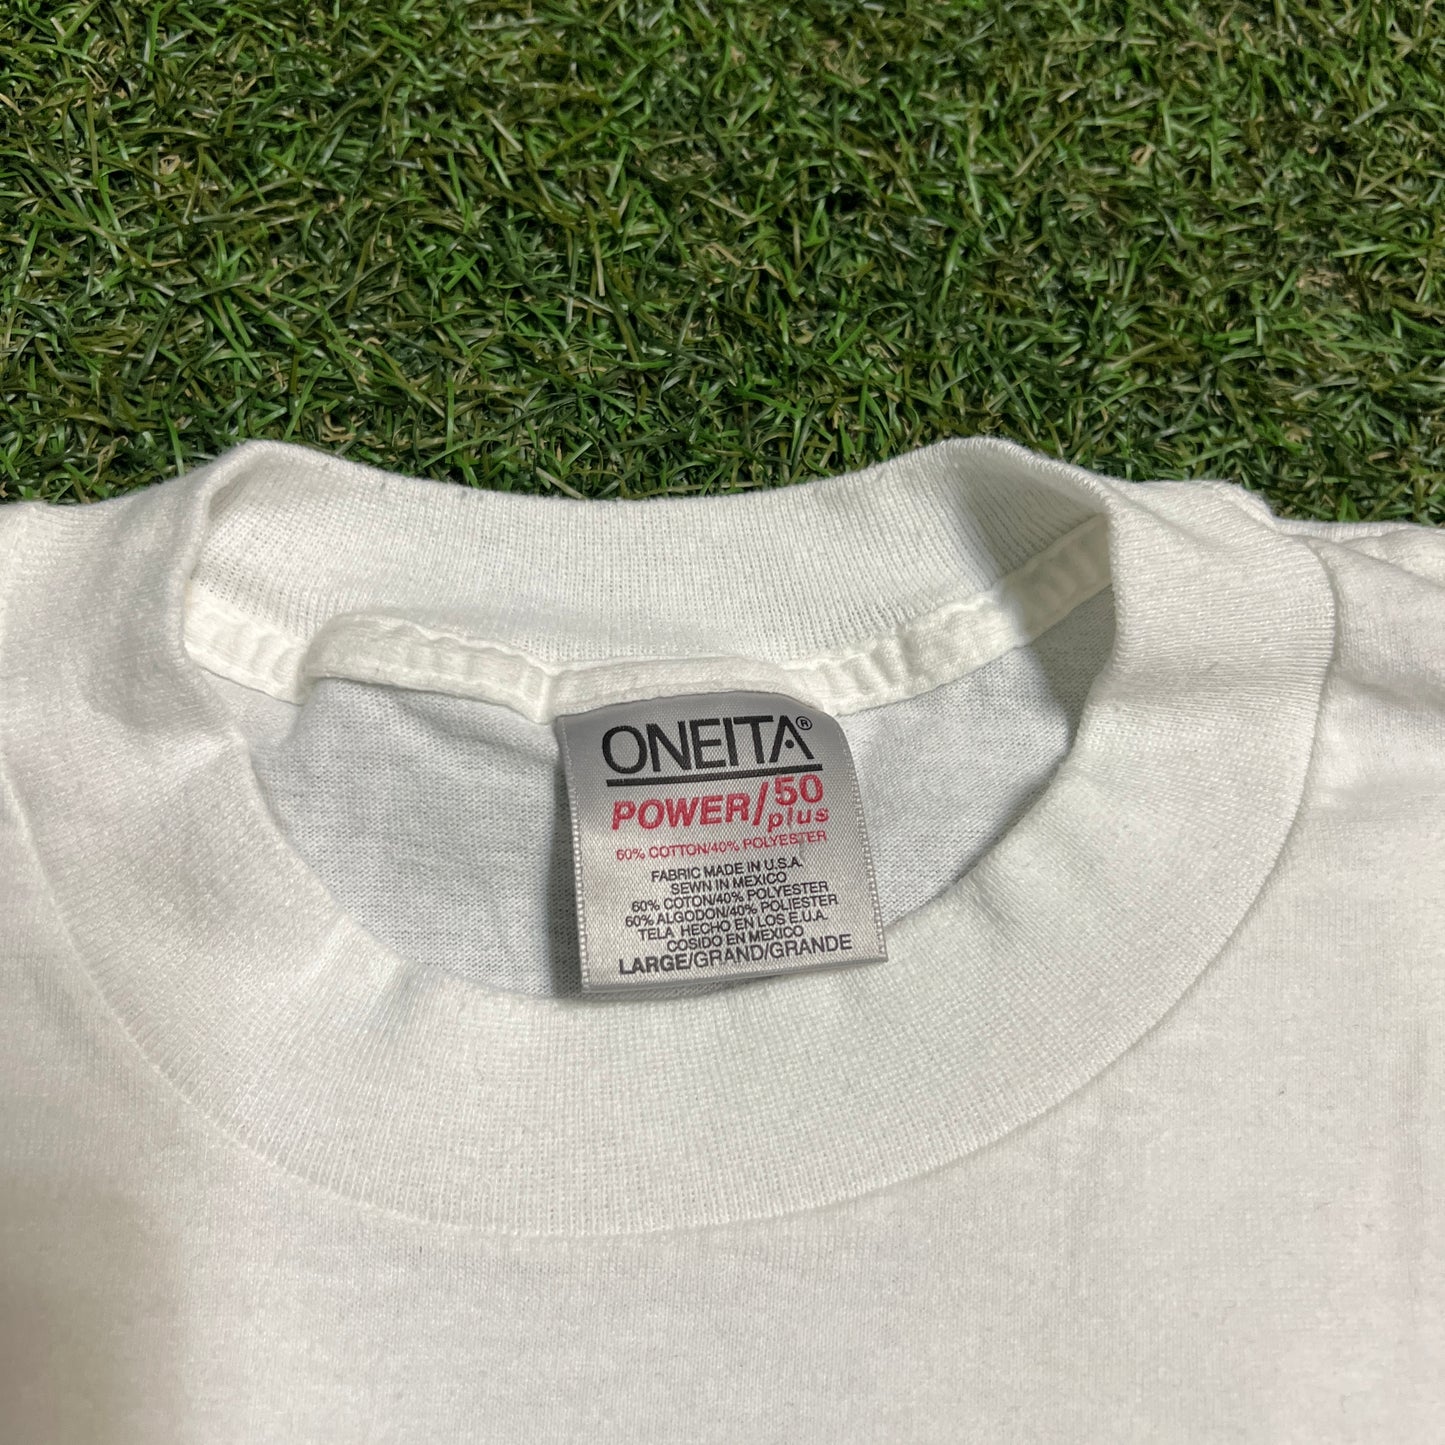 ONEITA®
POWER/50 plus
60% COTTON/40% POLYESTER
FABRIC MADE IN U.S.A.
SEWN IN MEXICO
60% COTON/40% POLYESTER
60% ALGODON/40% POLIESTER
TELA HECHO EN LOS E.U.A.
COSIDO EN MEXICO
LARGE/GRAND/GRANDE